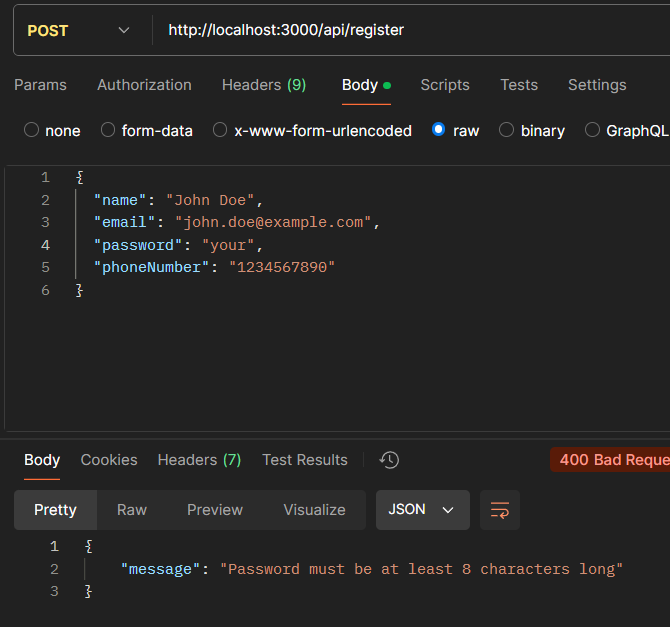 POST http://localhost:3000/api/register
Params Authorization Headers (9) Body Scripts Tests Settings
none form-data x-www-form-urlencoded raw binary GraphQL
1 {
2 "name": "John Doe",
3 "email": "john.doe@example.com",
4 "password": "your",
5 "phoneNumber": "1234567890"
6 }
Body Cookies Headers (7) Test Results 400 Bad Reque
Pretty Raw Preview Visualize JSON
1 {
2 "message": "Password must be at least 8 characters long"
3 }